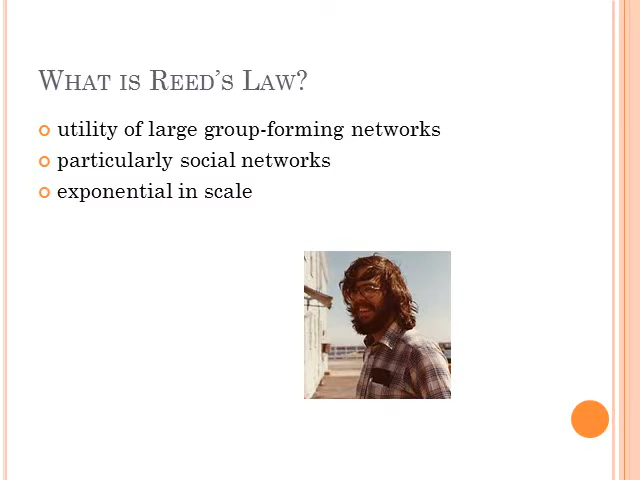 What is Reed's Law?
utility of large group-forming networks
particularly social networks
exponential in scale